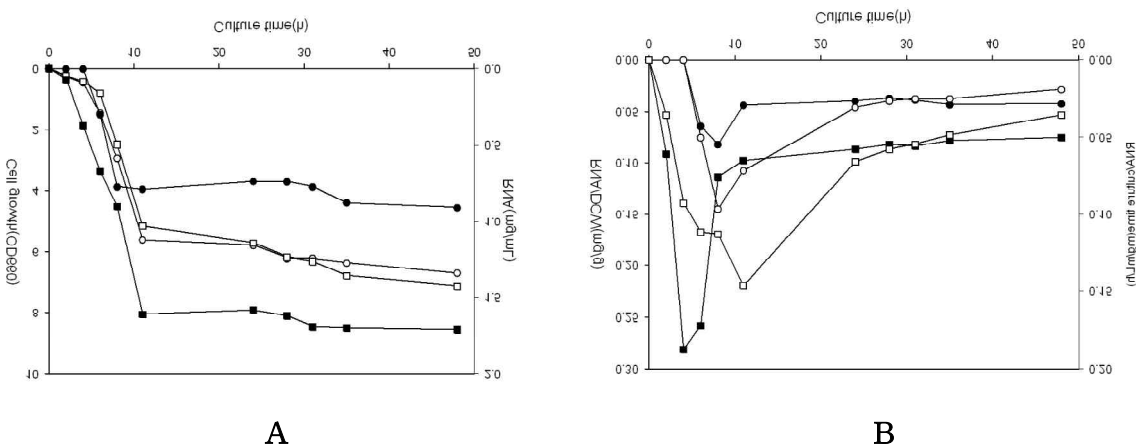 Culture time(h)
0 10 20 30 40 50
0 2 4 6 8 10
Cell growth(OD660)
0.0 0.5 1.0 1.5 2.0
RNA(mg/mL)
A
Culture time(h)
0 10 20 30 40 50
0.00 0.05 0.10 0.15 0.20 0.25 0.30
RNA/DCW(mg/g)
0.00 0.05 0.10 0.15 0.20
RNA/culture time(mg/mL/h)
B